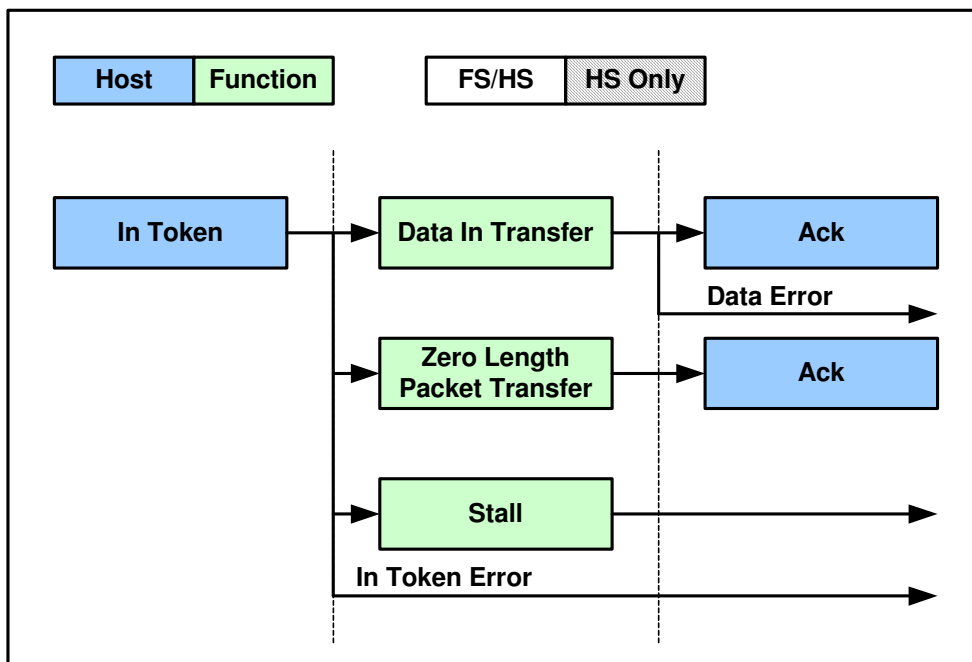 Host
Function
FS/HS
HS Only
In Token
Data In Transfer
Ack
Data Error
Zero Length
Packet Transfer
Ack
Stall
In Token Error